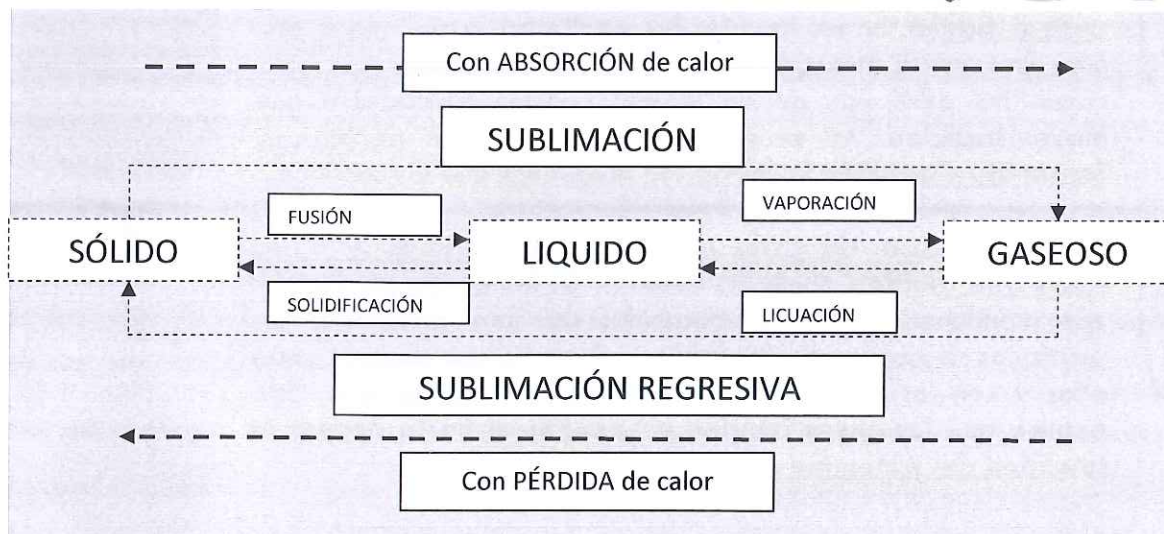 Con ABSORCIÓN de calor
SUBLIMACIÓN
FUSIÓN
VAPORACIÓN
SÓLIDO
LIQUIDO
GASEOSO
SOLIDIFICACIÓN
LICUACIÓN
SUBLIMACIÓN REGRESIVA
Con PÉRDIDA de calor